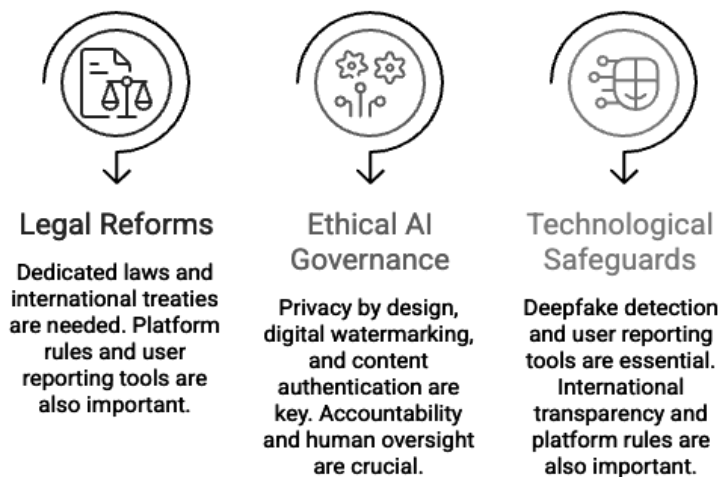 Legal Reforms
Dedicated laws and
international treaties
are needed. Platform
rules and user
reporting tools are
also important.
Ethical AI
Governance
Privacy by design,
digital watermarking,
and content
authentication are
key. Accountability
and human oversight
are crucial.
Technological
Safeguards
Deepfake detection
and user reporting
tools are essential.
International
transparency and
platform rules are
also important.